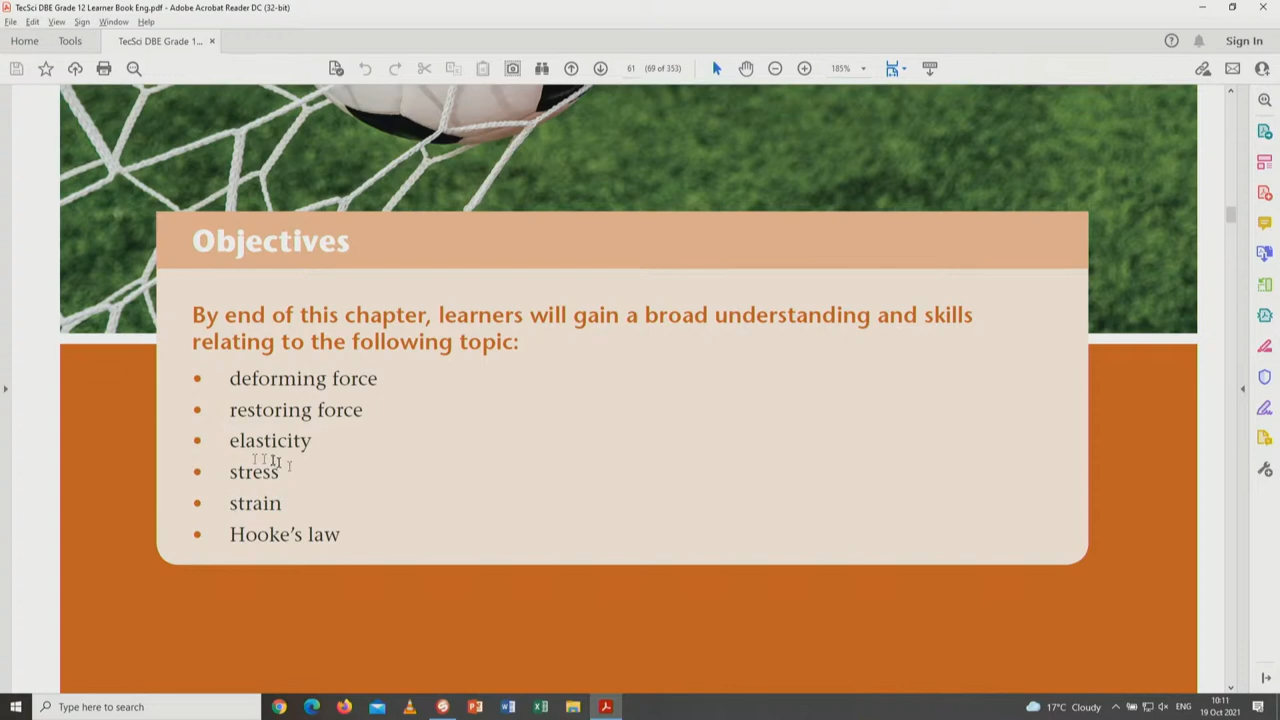 TecSci DBE Grade 12 Learner Book Eng.pdf - Adobe Acrobat Reader DC (32-bit)
File Edit View Sign Window Help
Home Tools TecSci DBE Grade 1... Sign In
61 (69 of 353) 185%
Objectives
By end of this chapter, learners will gain a broad understanding and skills
relating to the following topic:
• deforming force
• restoring force
• elasticity
• stress
• strain
• Hooke's law
Type here to search 17°C Cloudy ENG 10:11
19 Oct 2021